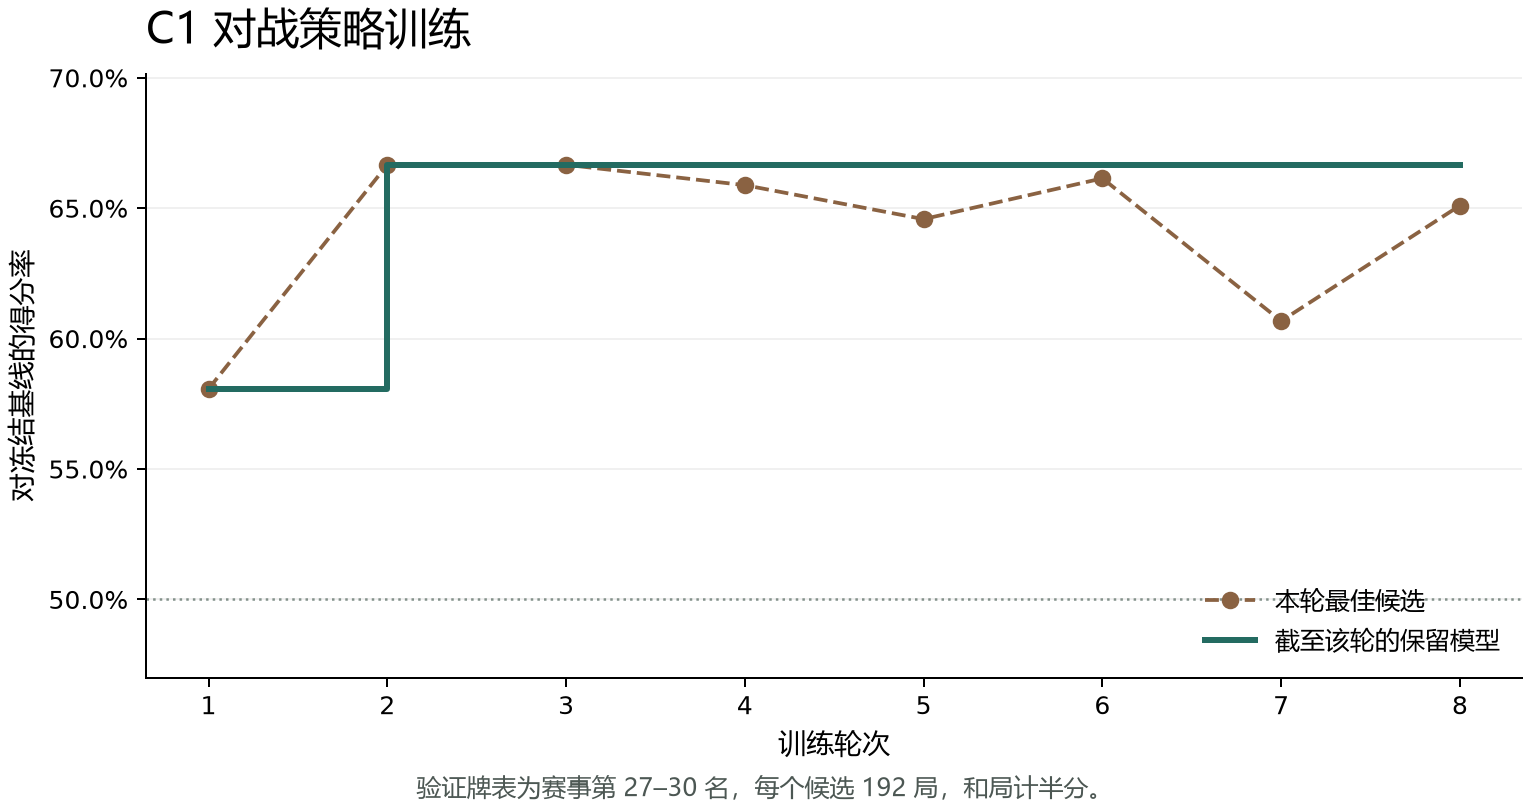 C1 对战策略训练
对冻结基线的得分率
70.0%
65.0%
60.0%
55.0%
50.0%
本轮最佳候选
截至该轮的保留模型
1 2 3 4 5 6 7 8
训练轮次
验证牌表为赛事第 27–30 名，每个候选 192 局，和局计半分。